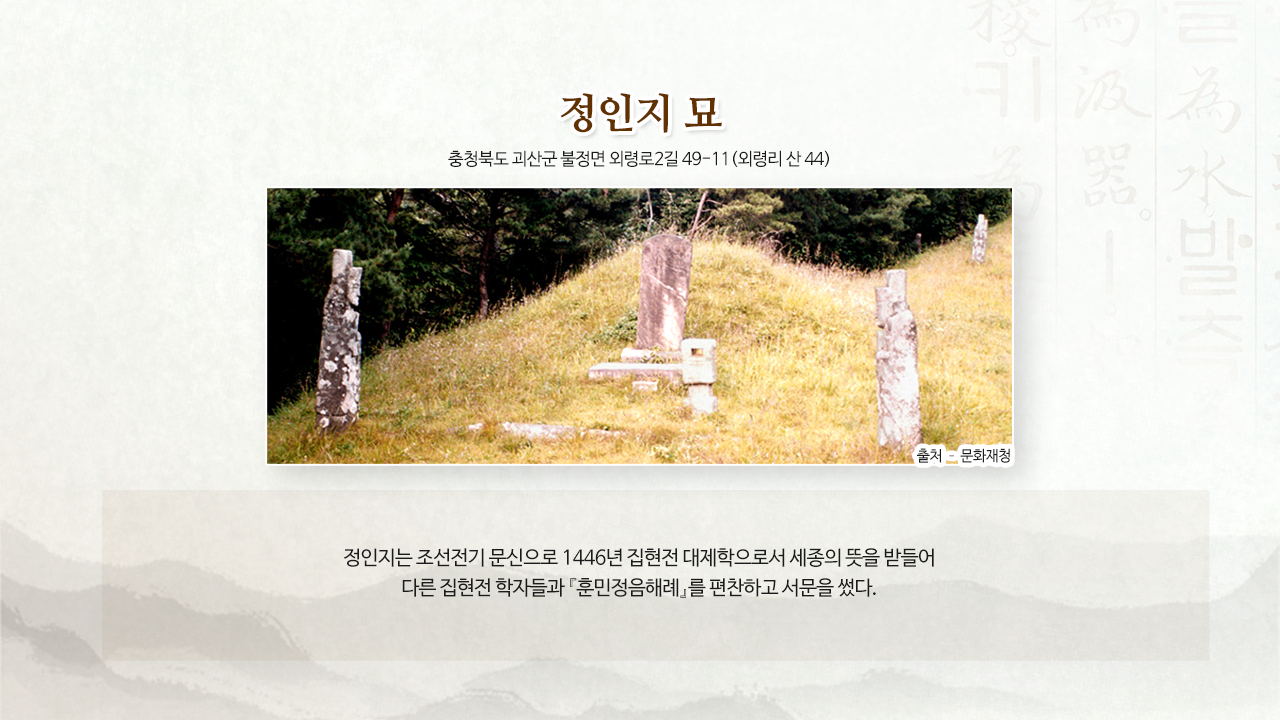 정인지 묘
충청북도 괴산군 불정면 외령로2길 49-11(외령리 산 44)
출처 - 문화재청
정인지는 조선전기 문신으로 1446년 집현전 대제학으로서 세종의 뜻을 받들어
다른 집현전 학자들과 『훈민정음해례』를 편찬하고 서문을 썼다.